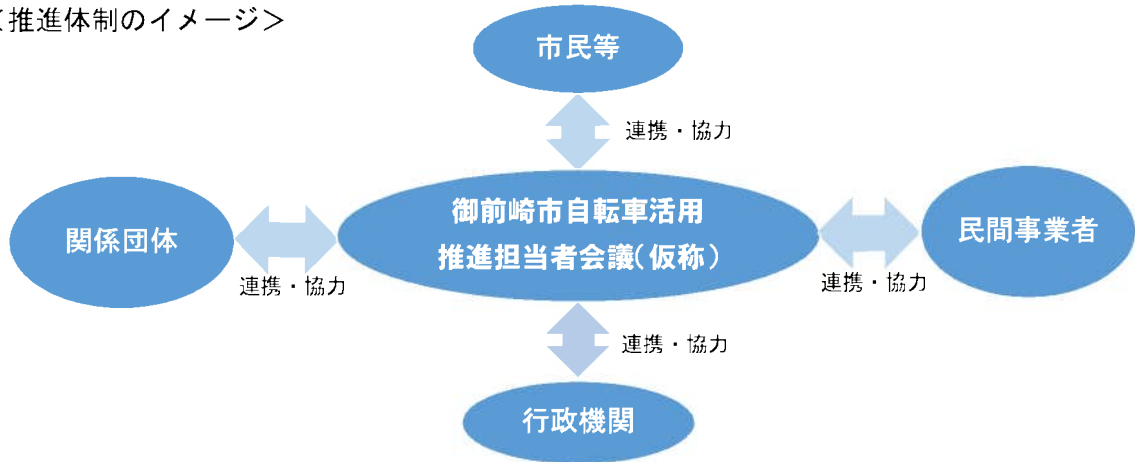 <推進体制のイメージ>
市民等
連携・協力
御前崎市自転車活用
推進担当者会議(仮称)
関係団体
民間事業者
連携・協力
連携・協力
連携・協力
行政機関